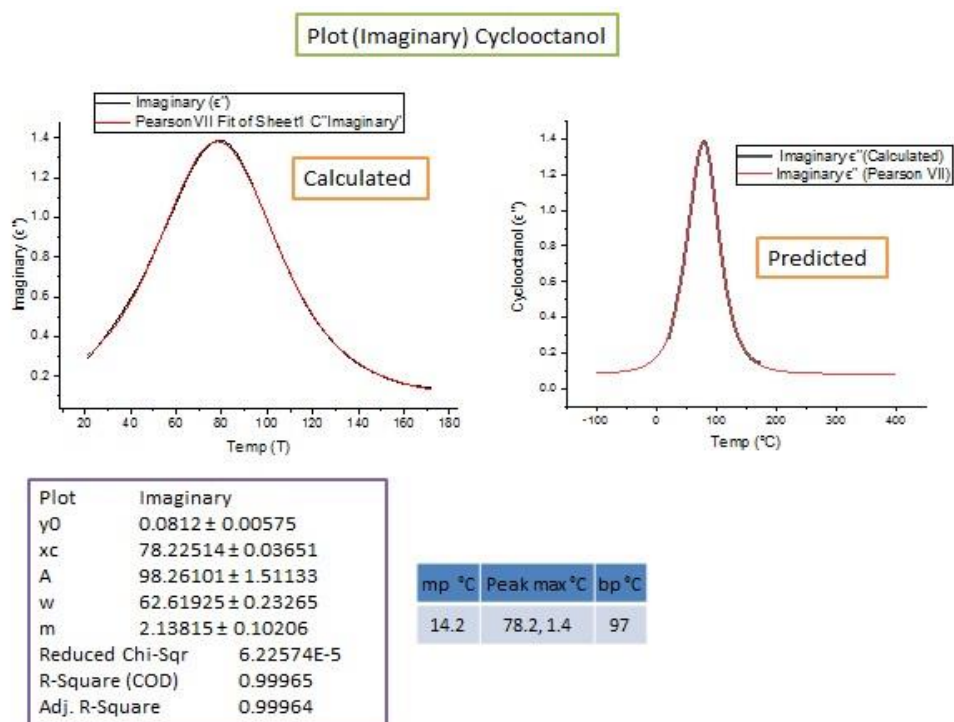 Plot (Imaginary) Cyclooctanol
Imaginary (ε")
Pearson VII Fit of Sheet1 C"Imaginary"
Calculated
1.4
1.2
1.0
0.8
0.6
0.4
0.2
Imaginary (ε")
20 40 60 80 100 120 140 160 180
Temp (T)
Imaginary ε" (Calculated)
Imaginary ε" (Pearson VII)
Predicted
1.4
1.2
1.0
0.8
0.6
0.4
0.2
0.0
Cyclooctanol (ε")
-100 0 100 200 300 400
Temp (°C)
Plot Imaginary
y0 0.0812 ± 0.00575
xc 78.22514 ± 0.03651
A 98.26101 ± 1.51133
w 62.61925 ± 0.23265
m 2.13815 ± 0.10206
Reduced Chi-Sqr 6.22574E-5
R-Square (COD) 0.99965
Adj. R-Square 0.99964
mp °C Peak max °C bp °C
14.2 78.2, 1.4 97